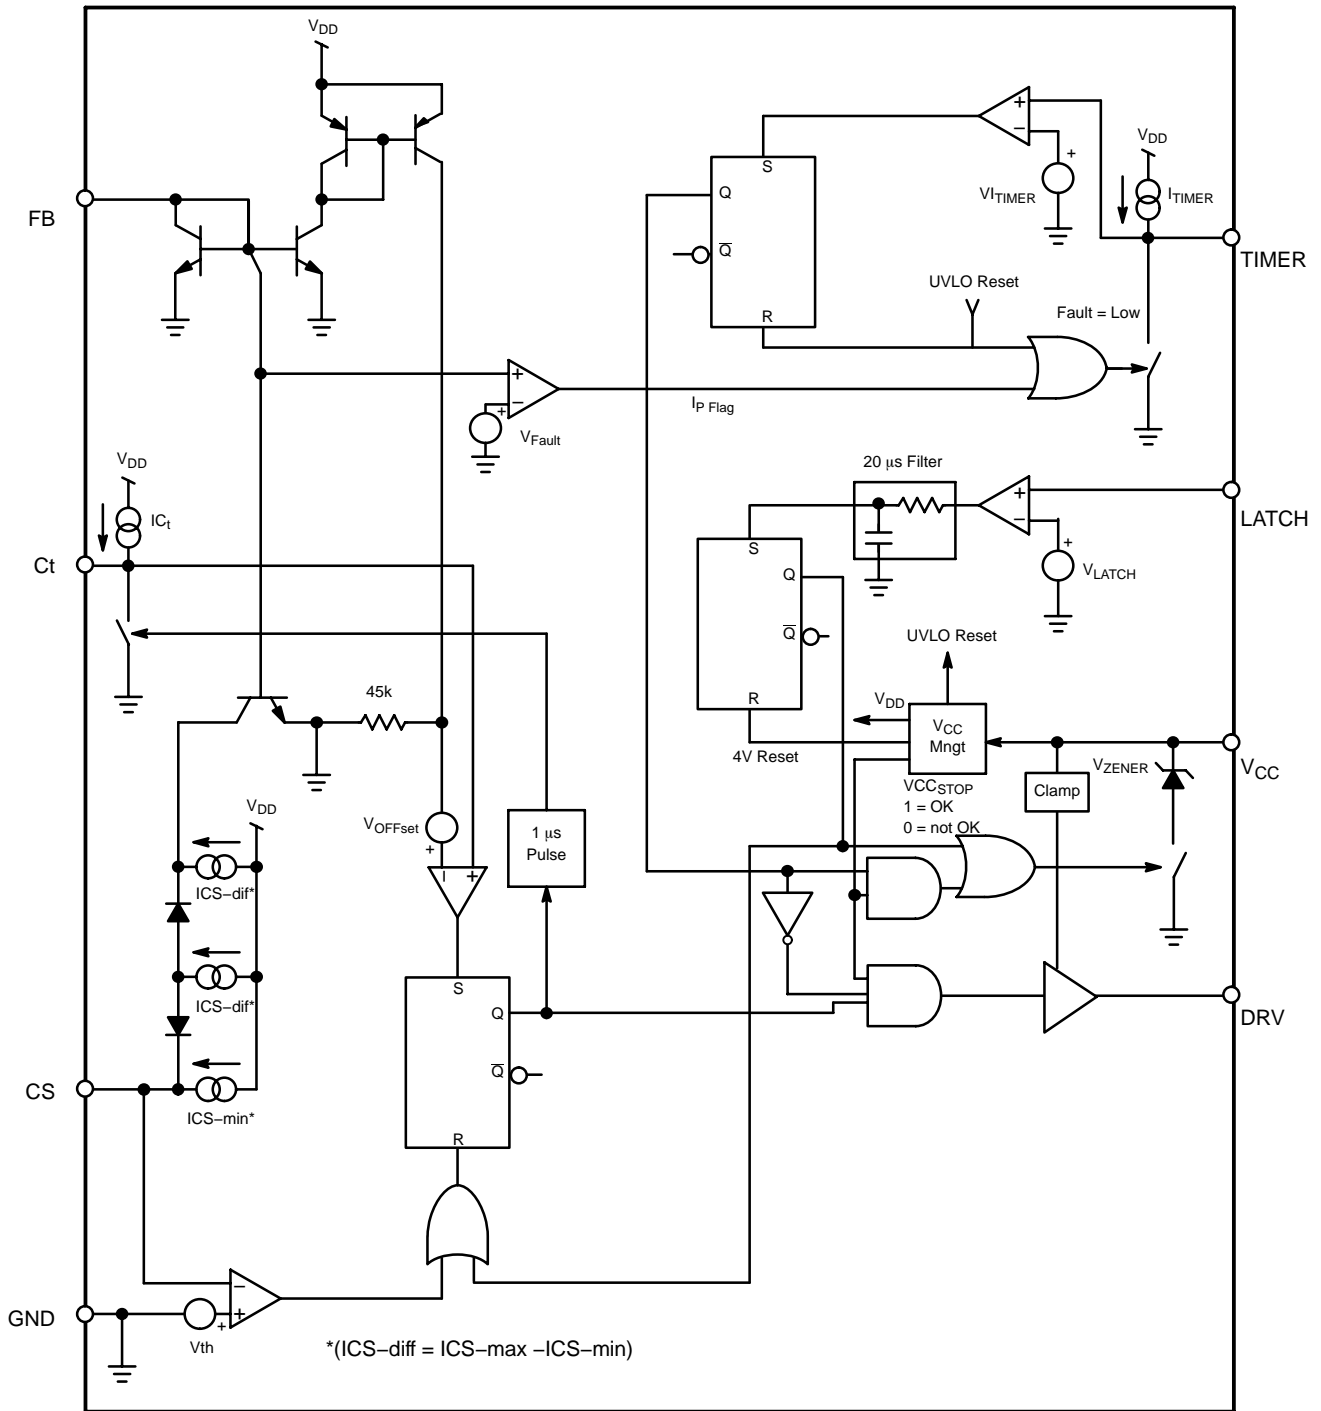 VDD
FB
S
Q
Q
R
+
−
+
VITIMER
VDD
ITIMER
TIMER
UVLO Reset
Fault = Low
+
−
+
VFault
IP Flag
VDD
ICt
Ct
20 µs Filter
+
−
+
VLATCH
LATCH
S
Q
Q
R
UVLO Reset
VDD
VCC
Mngt
4V Reset
VCCSTOP
1 = OK
0 = not OK
VZENER
Clamp
VCC
45k
VDD
VOFFset
+
1 µs
Pulse
− +
ICS−dif*
ICS−dif*
ICS−min*
CS
S
Q
Q
R
DRV
−
+
+
Vth
GND
*(ICS−diff = ICS−max −ICS−min)